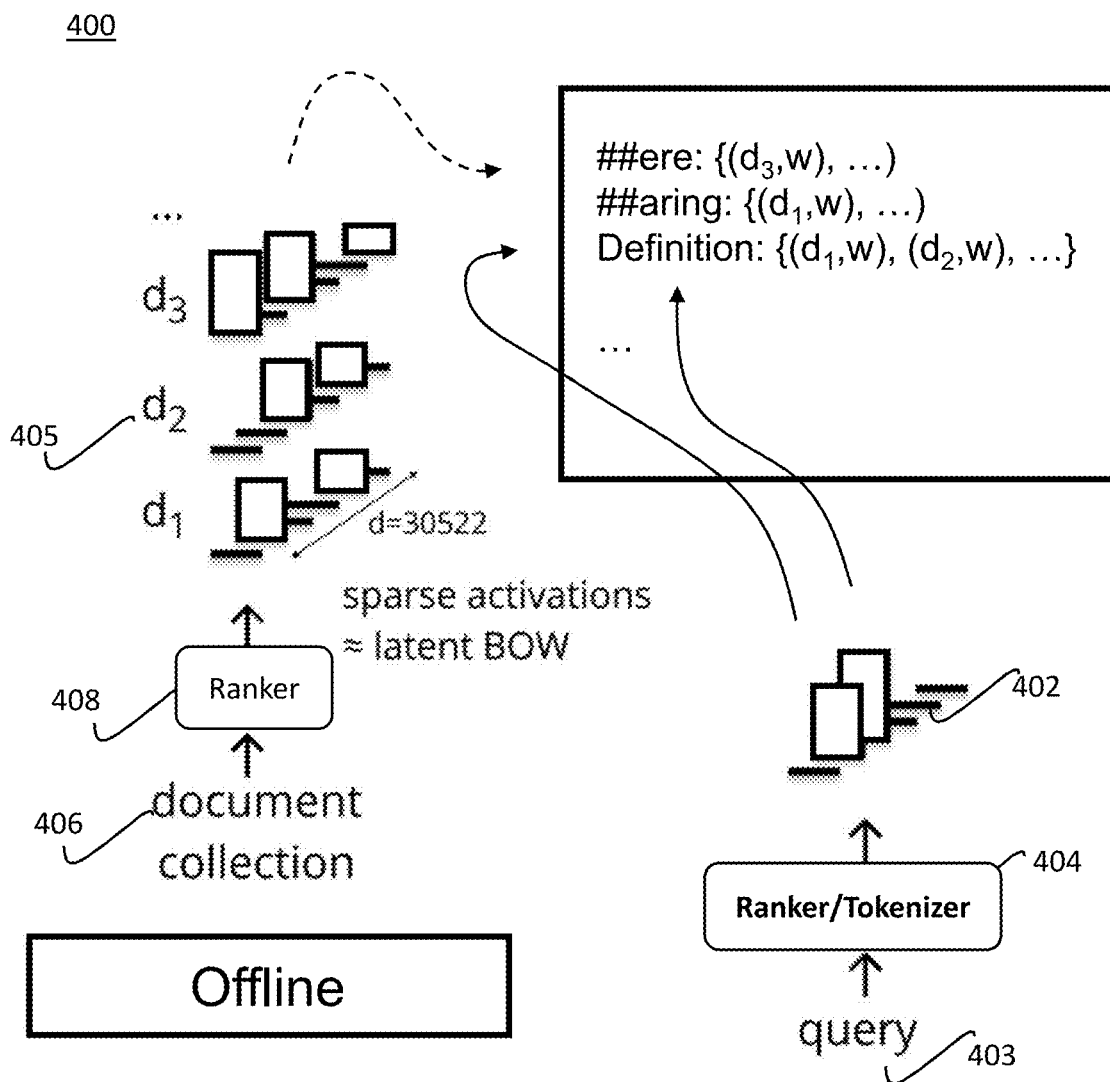 400
##ere: {(d₃,w), …)
##aring: {(d₁,w), …)
Definition: {(d₁,w), (d₂,w), …}
…
…
d₃
d₂
405
d₁
d=30522
sparse activations
≈ latent BOW
408
Ranker
402
406
document
collection
404
Ranker/Tokenizer
Offline
query
403